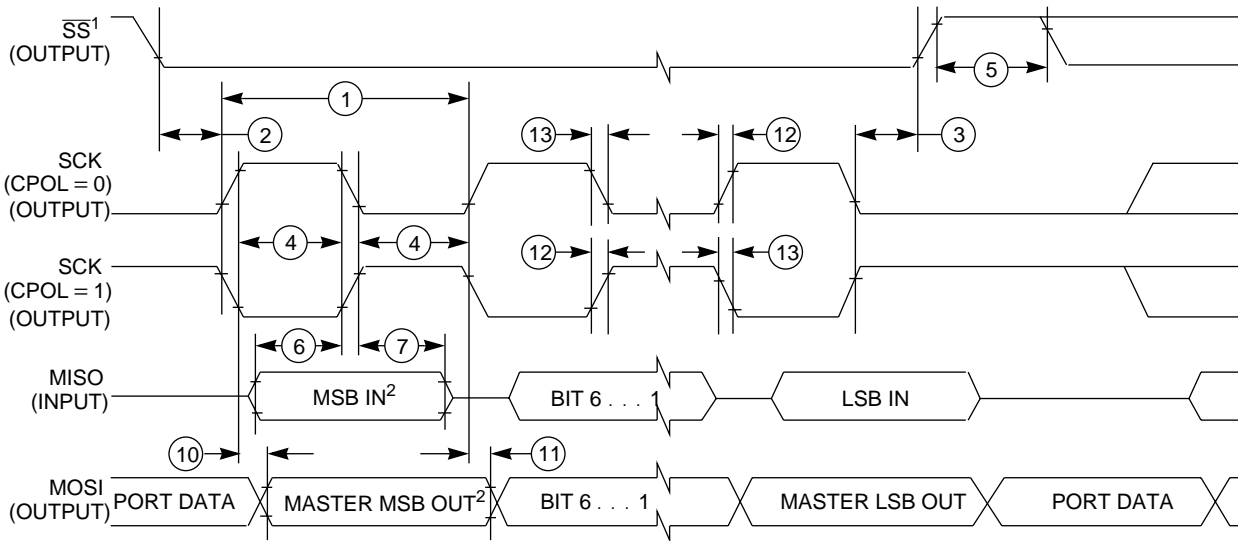 SS¹
(OUTPUT)
5
1
2
13
12
3
SCK
(CPOL = 0)
(OUTPUT)
4
4
SCK
(CPOL = 1)
(OUTPUT)
12
13
6
7
MISO
(INPUT)
MSB IN²
BIT 6 . . . 1
LSB IN
10
11
MOSI
(OUTPUT)
PORT DATA
MASTER MSB OUT²
BIT 6 . . . 1
MASTER LSB OUT
PORT DATA